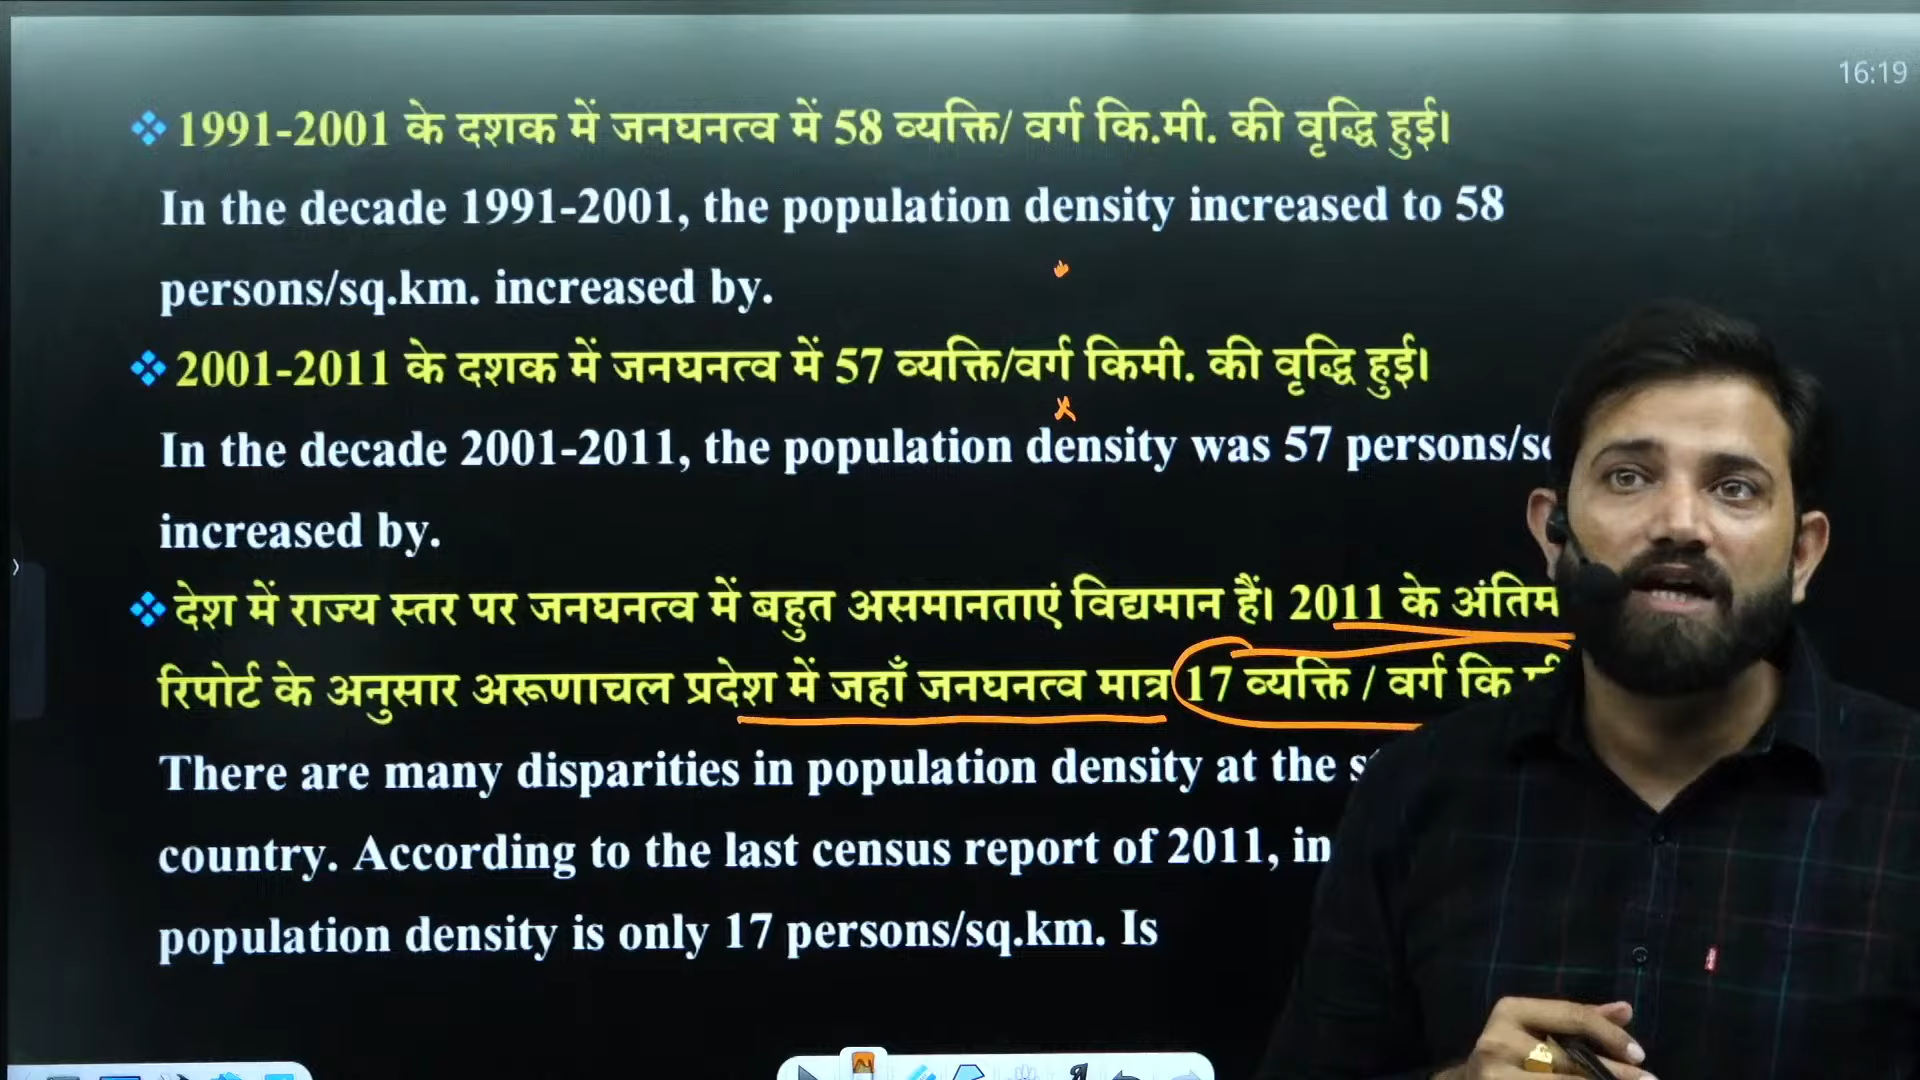 16:19
1991-2001 के दशक में जनघनत्व में 58 व्यक्ति/ वर्ग कि.मी. की वृद्धि हुई।
In the decade 1991-2001, the population density increased to 58
persons/sq.km. increased by.
2001-2011 के दशक में जनघनत्व में 57 व्यक्ति/वर्ग किमी. की वृद्धि हुई।
In the decade 2001-2011, the population density was 57
increased by.
देश में राज्य स्तर पर जनघनत्व में बहुत असमानताएं विद्यमान हैं। 2011 के अंतिम
रिपोर्ट के अनुसार अरूणाचल प्रदेश में जहाँ जनघनत्व मात्र 17 व्यक्ति / वर्ग कि
There are many disparities in population density at the
country. According to the last census report of 2011, in
population density is only 17 persons/sq.km. Is